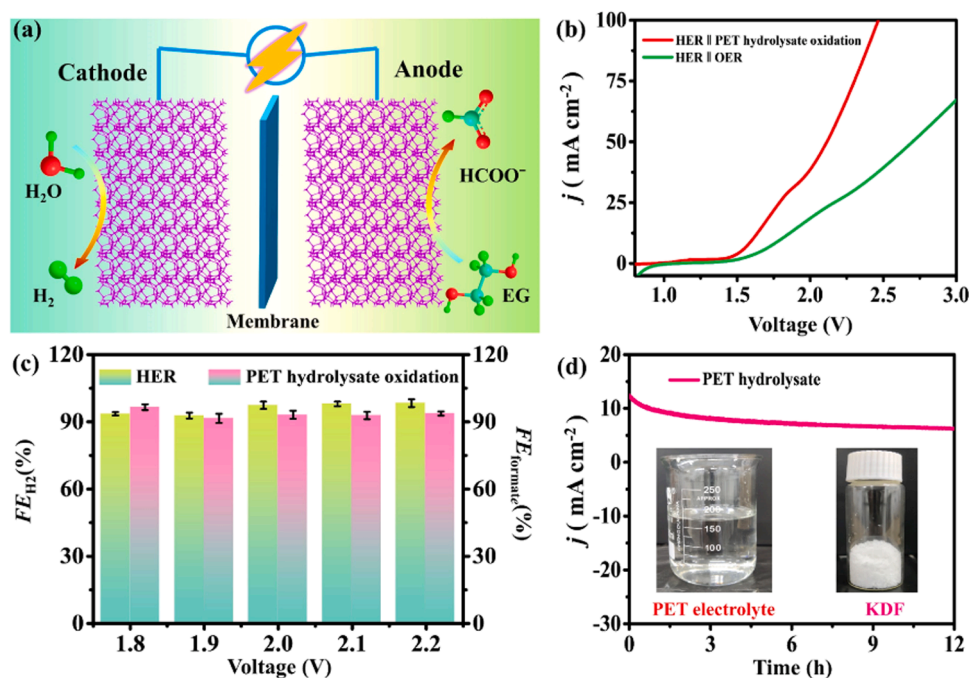 (a)
Cathode
Anode
H₂O
H₂
HCOO⁻
EG
Membrane
(b)
HER ‖ PET hydrolysate oxidation
HER ‖ OER
100
75
50
25
0
j ( mA cm⁻²)
1.0
1.5
2.0
2.5
3.0
Voltage (V)
(c)
HER
PET hydrolysate oxidation
120
90
60
30
0
FE_H2(%)
120
90
60
30
0
FE_formate(%)
1.8
1.9
2.0
2.1
2.2
Voltage (V)
(d)
PET hydrolysate
20
10
0
-10
-20
-30
j ( mA cm⁻²)
250
APPROX
200
150
100
PET electrolyte
KDF
0
3
6
9
12
Time (h)